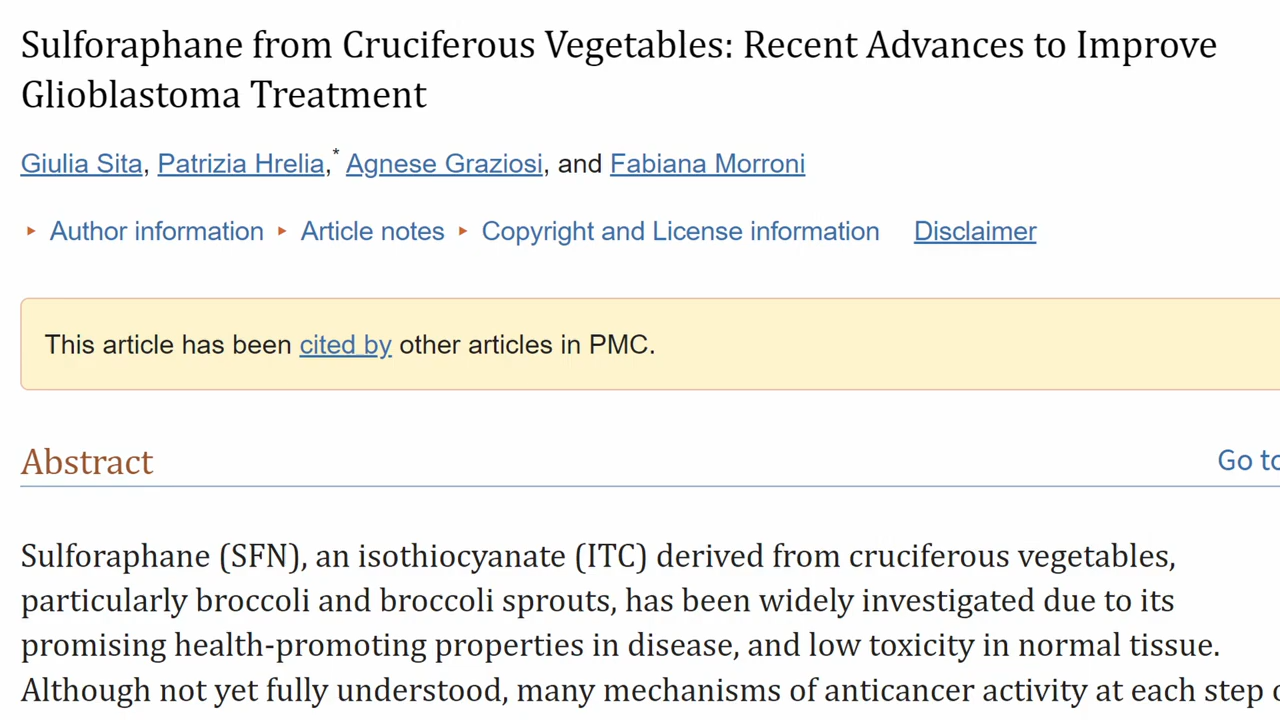 Sulforaphane from Cruciferous Vegetables: Recent Advances to Improve
Glioblastoma Treatment
Giulia Sita, Patrizia Hrelia,* Agnese Graziosi, and Fabiana Morroni
▸ Author information ▸ Article notes ▸ Copyright and License information Disclaimer
This article has been cited by other articles in PMC.
Abstract
Go to
Sulforaphane (SFN), an isothiocyanate (ITC) derived from cruciferous vegetables,
particularly broccoli and broccoli sprouts, has been widely investigated due to its
promising health-promoting properties in disease, and low toxicity in normal tissue.
Although not yet fully understood, many mechanisms of anticancer activity at each step